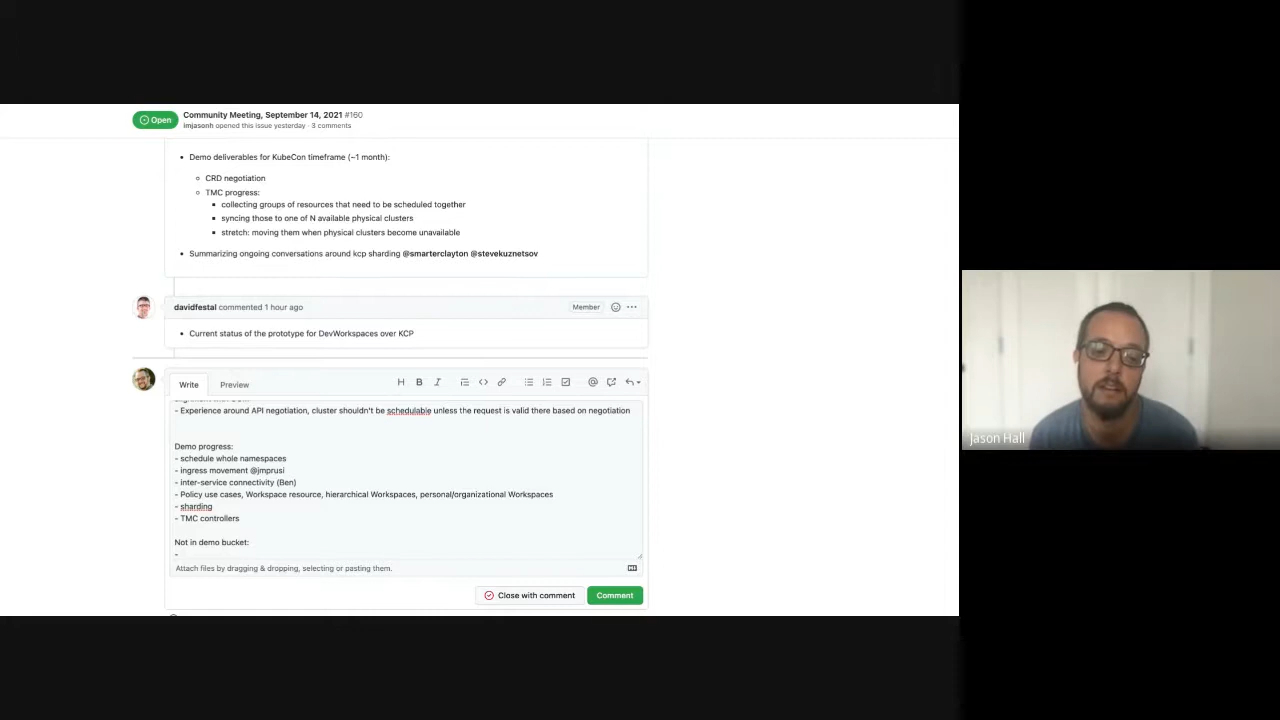 Open
Community Meeting, September 14, 2021 #160
imjasonh opened this issue yesterday · 3 comments
• Demo deliverables for KubeCon timeframe (~1 month):
CRD negotiation
TMC progress:
collecting groups of resources that need to be scheduled together
syncing those to one of N available physical clusters
stretch: moving them when physical clusters become unavailable
• Summarizing ongoing conversations around kcp sharding @smarterclayton @stevekuznetsov
davidfestal commented 1 hour ago
Member
• Current status of the prototype for DevWorkspaces over KCP
Write
Preview
- Experience around API negotiation, cluster shouldn't be schedulable unless the request is valid there based on negotiation
Demo progress:
- schedule whole namespaces
- ingress movement @jmprusi
- inter-service connectivity (Ben)
- Policy use cases, Workspace resource, hierarchical Workspaces, personal/organizational Workspaces
- sharding
- TMC controllers
Not in demo bucket:
-
Attach files by dragging & dropping, selecting or pasting them.
Close with comment
Comment
Jason Hall